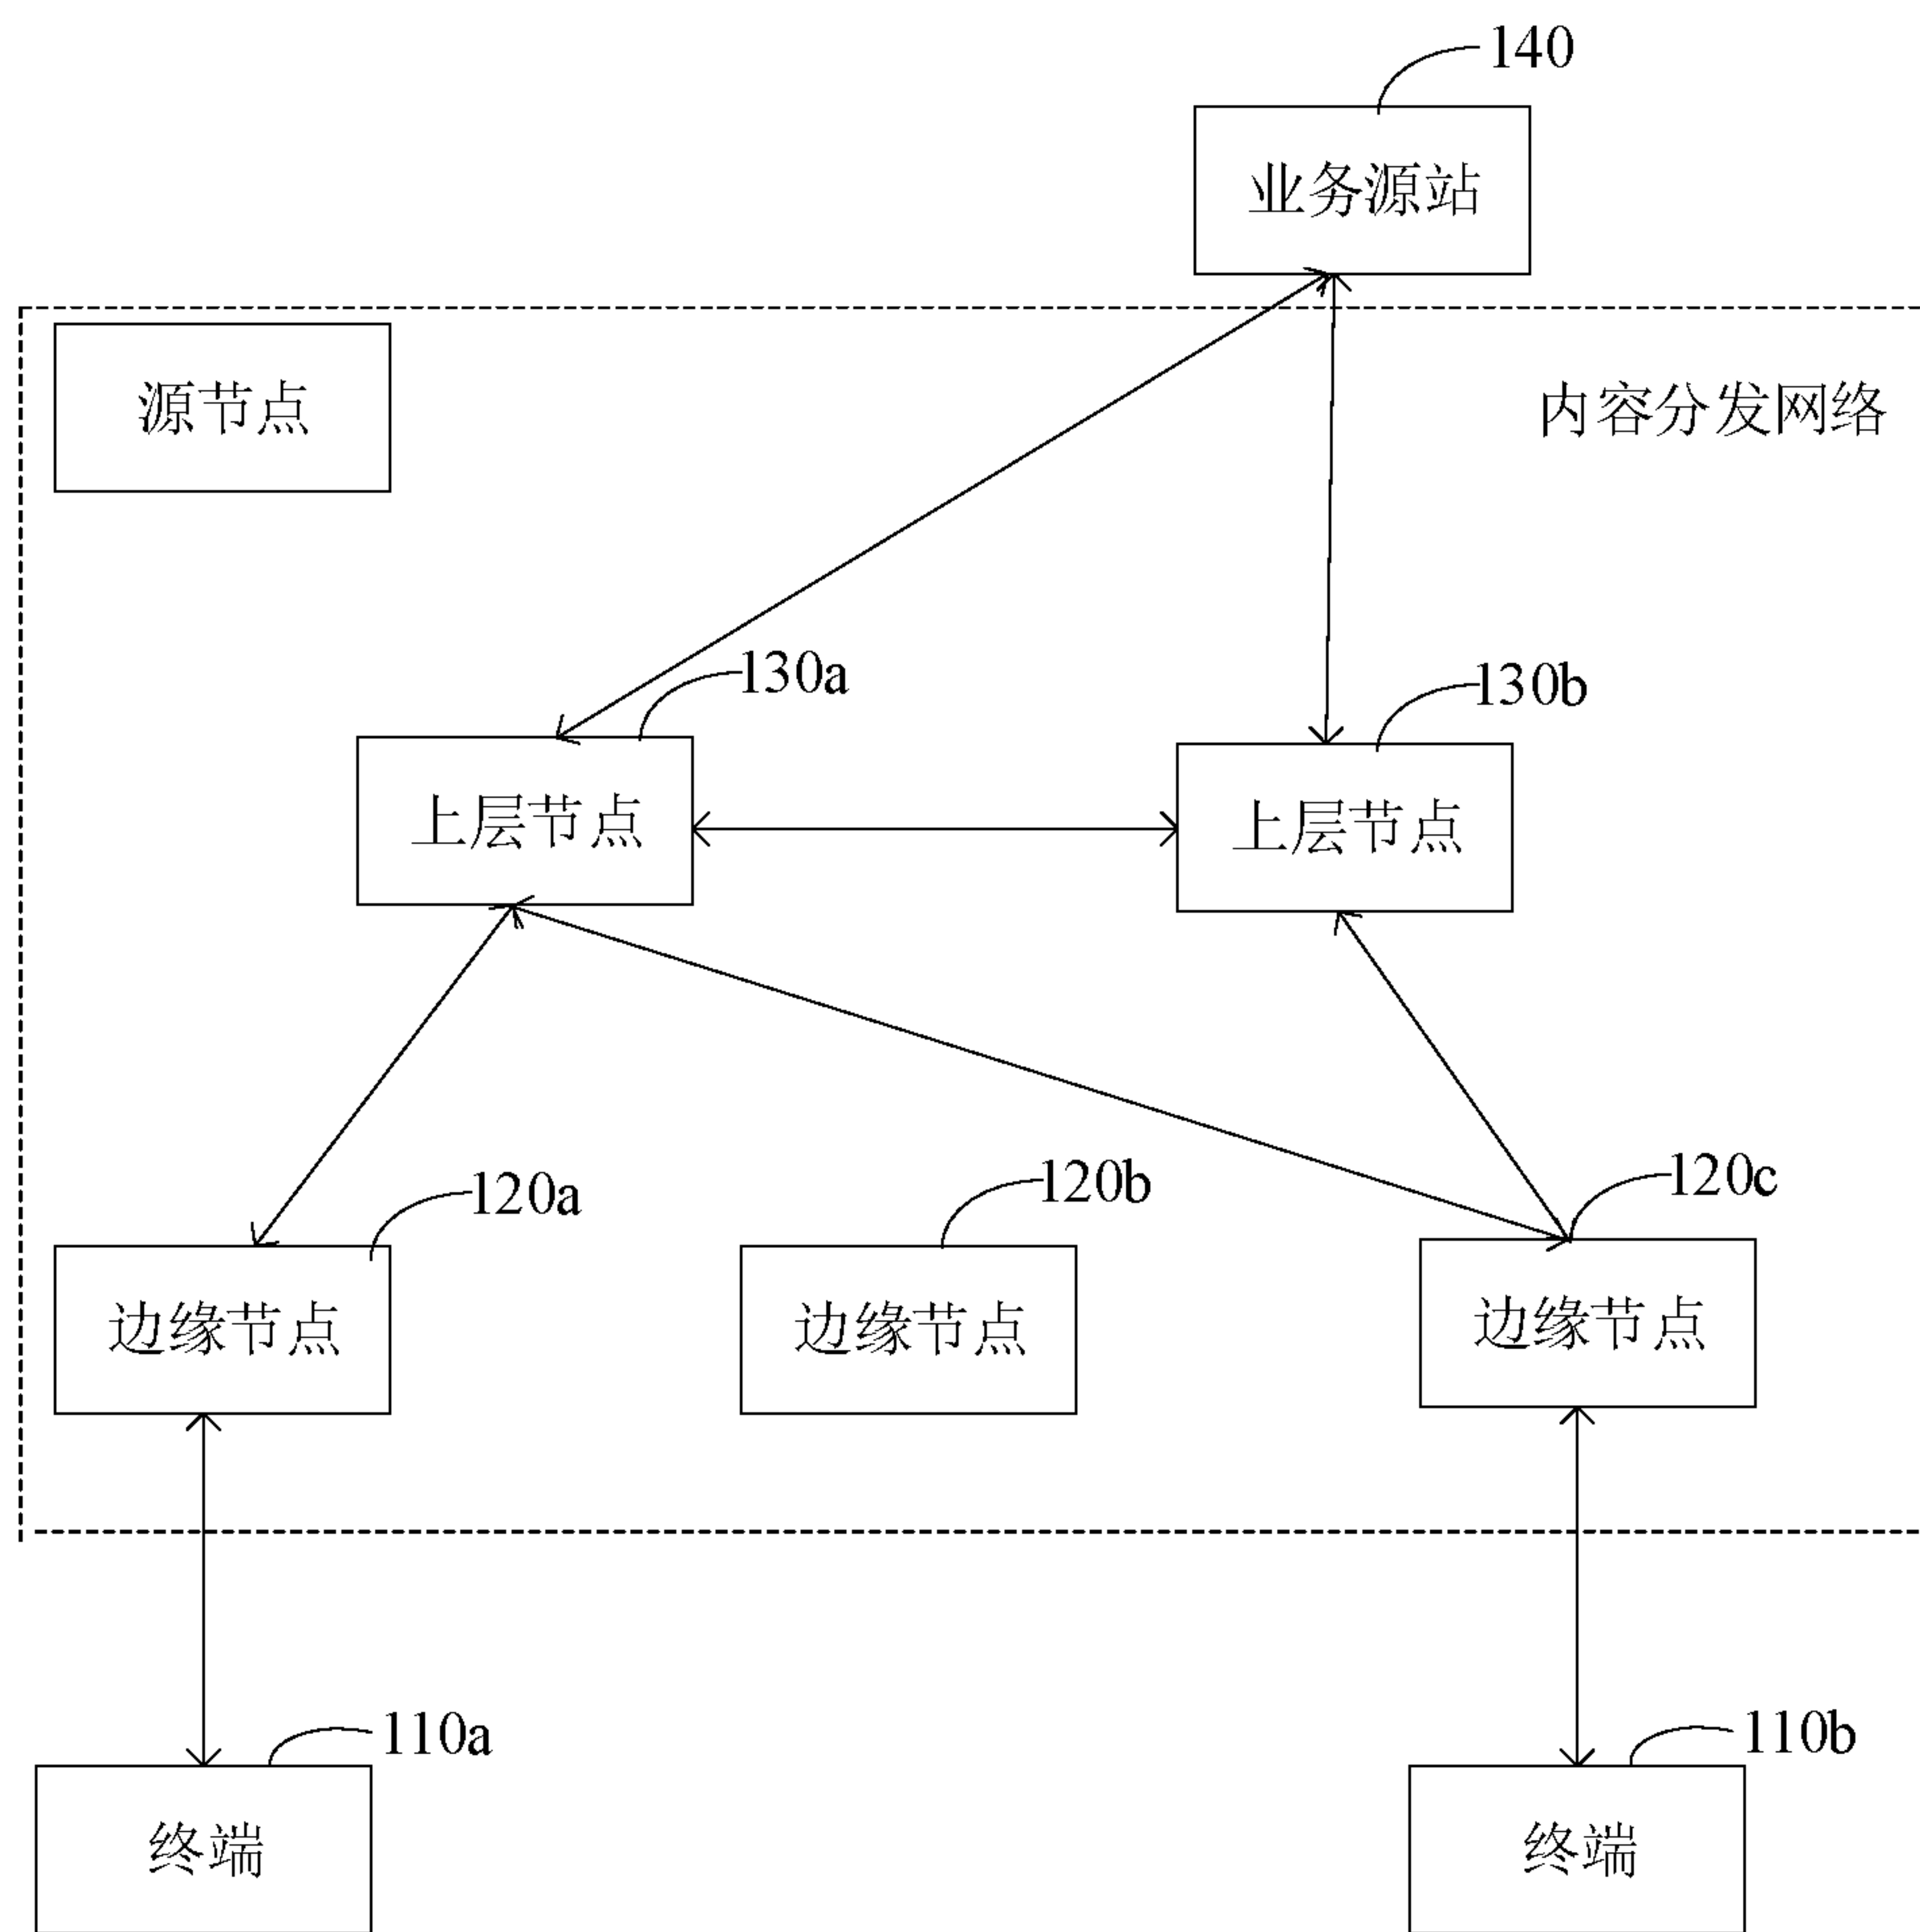 140
业务源站
源节点
内容分发网络
130a
130b
上层节点
上层节点
120a
120b
120c
边缘节点
边缘节点
边缘节点
110a
110b
终端
终端